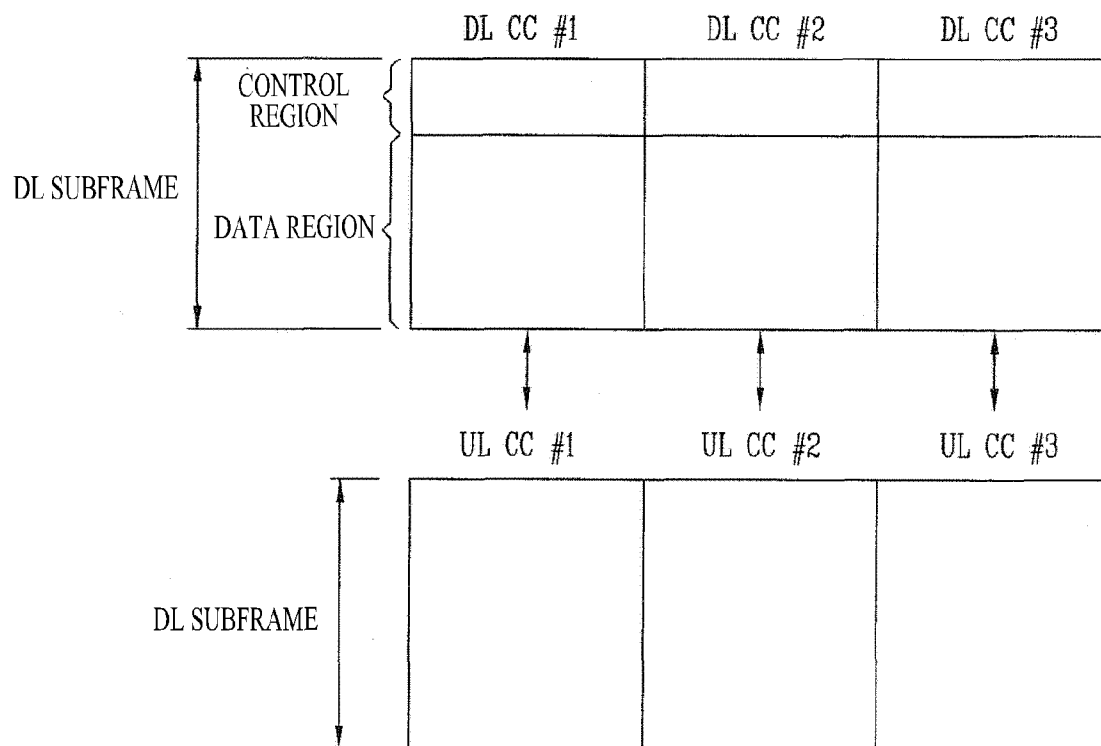 DL CC #1 DL CC #2 DL CC #3
CONTROL
REGION
DL SUBFRAME
DATA REGION
UL CC #1 UL CC #2 UL CC #3
DL SUBFRAME